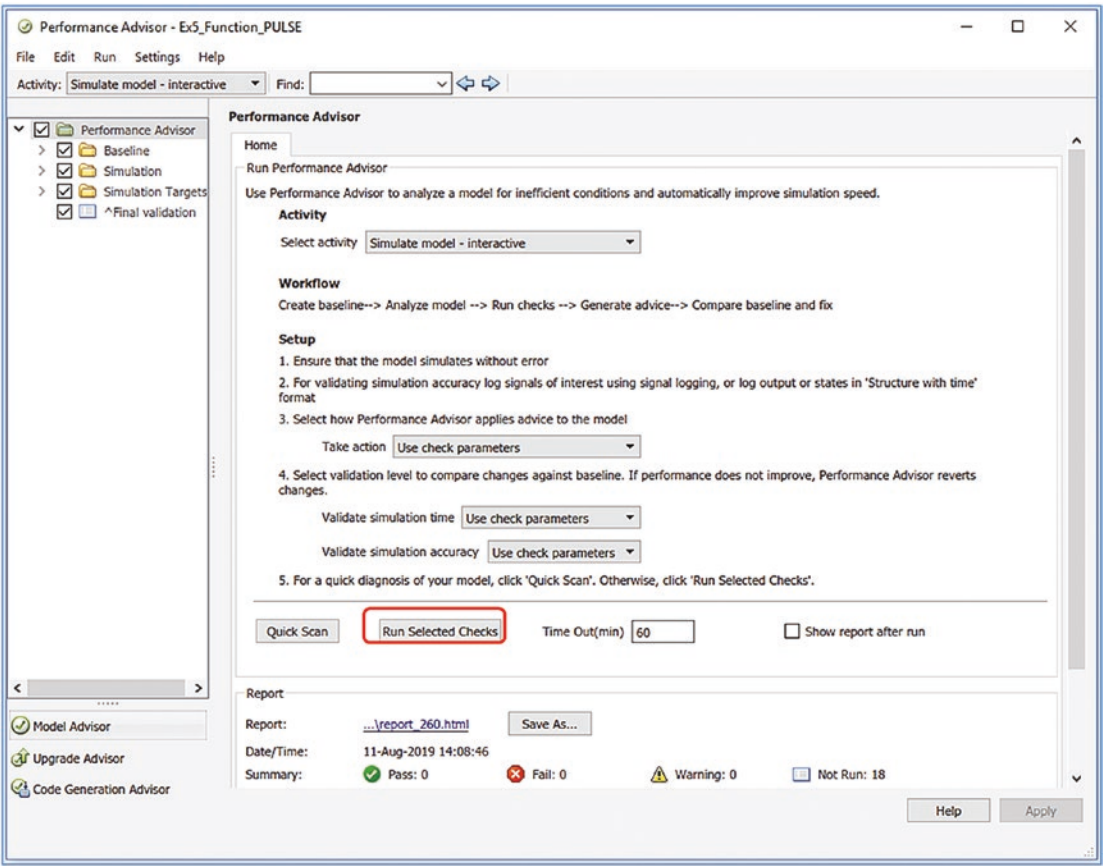 Performance Advisor - Ex5_Function_PULSE
File Edit Run Settings Help
Activity: Simulate model - interactive Find:
Performance Advisor
Baseline
Simulation
Simulation Targets
^Final validation
Model Advisor
Upgrade Advisor
Code Generation Advisor
Performance Advisor
Home
Run Performance Advisor
Use Performance Advisor to analyze a model for inefficient conditions and automatically improve simulation speed.
Activity
Select activity Simulate model - interactive
Workflow
Create baseline--> Analyze model --> Run checks --> Generate advice--> Compare baseline and fix
Setup
1. Ensure that the model simulates without error
2. For validating simulation accuracy log signals of interest using signal logging, or log output or states in 'Structure with time'
format
3. Select how Performance Advisor applies advice to the model
Take action Use check parameters
4. Select validation level to compare changes against baseline. If performance does not improve, Performance Advisor reverts
changes.
Validate simulation time Use check parameters
Validate simulation accuracy Use check parameters
5. For a quick diagnosis of your model, click 'Quick Scan'. Otherwise, click 'Run Selected Checks'.
Quick Scan Run Selected Checks Time Out(min) 60 Show report after run
Report
Report: ...\report_260.html Save As...
Date/Time: 11-Aug-2019 14:08:46
Summary: Pass: 0 Fail: 0 Warning: 0 Not Run: 18
Help Apply